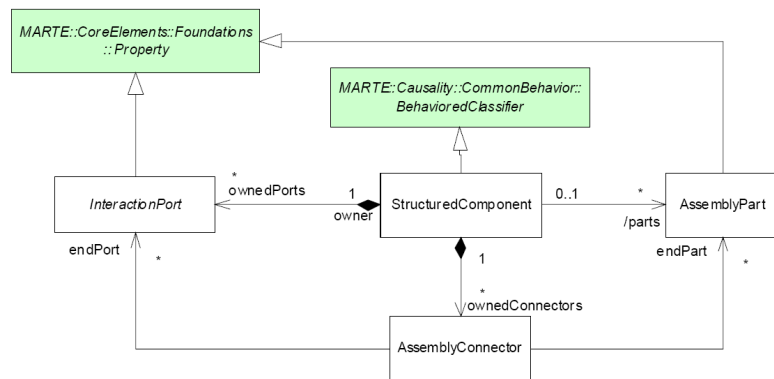 MARTE::CoreElements::Foundations
::Property
MARTE::Causality::CommonBehavior::
BehavioredClassifier
*
ownedPorts
1
owner
InteractionPort
StructuredComponent
0..1
*
/parts
AssemblyPart
endPort
*
1
endPart
*
*
ownedConnectors
AssemblyConnector